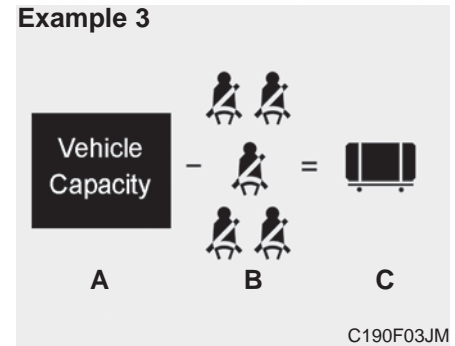 Example 3
Vehicle
Capacity
- =
A B C
C190F03JM